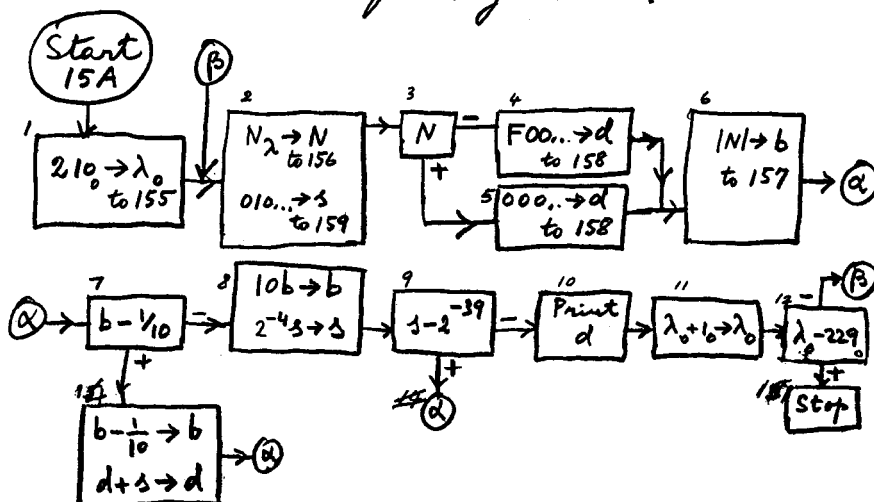 Start
15A
β
1
210₀ → λ₀
to 155
2
N_λ → N
to 156
010... → s
to 159
3
N
−
+
4
F00... → d
to 158
5
000... → d
to 158
6
|N| → b
to 157
α
α
7
b − 1/10
−
+
8
10b → b
2⁻⁴s → s
9
s − 2⁻³⁹
−
+
α
10
Print
d
11
λ₀ + 1₀ → λ₀
12
λ₀ − 229₀
−
β
+
Stop
b − 1/10 → b
d + s → d
α